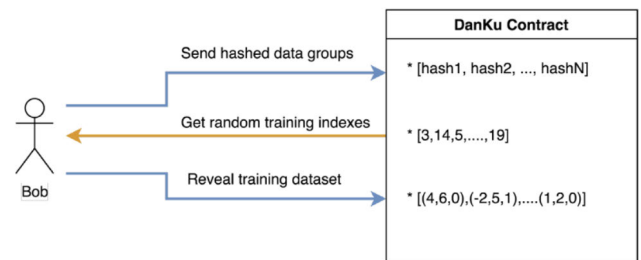 DanKu Contract
Send hashed data groups
* [hash1, hash2, ..., hashN]
Get random training indexes
* [3,14,5,....,19]
Reveal training dataset
* [(4,6,0),(-2,5,1),....(1,2,0)]
Bob